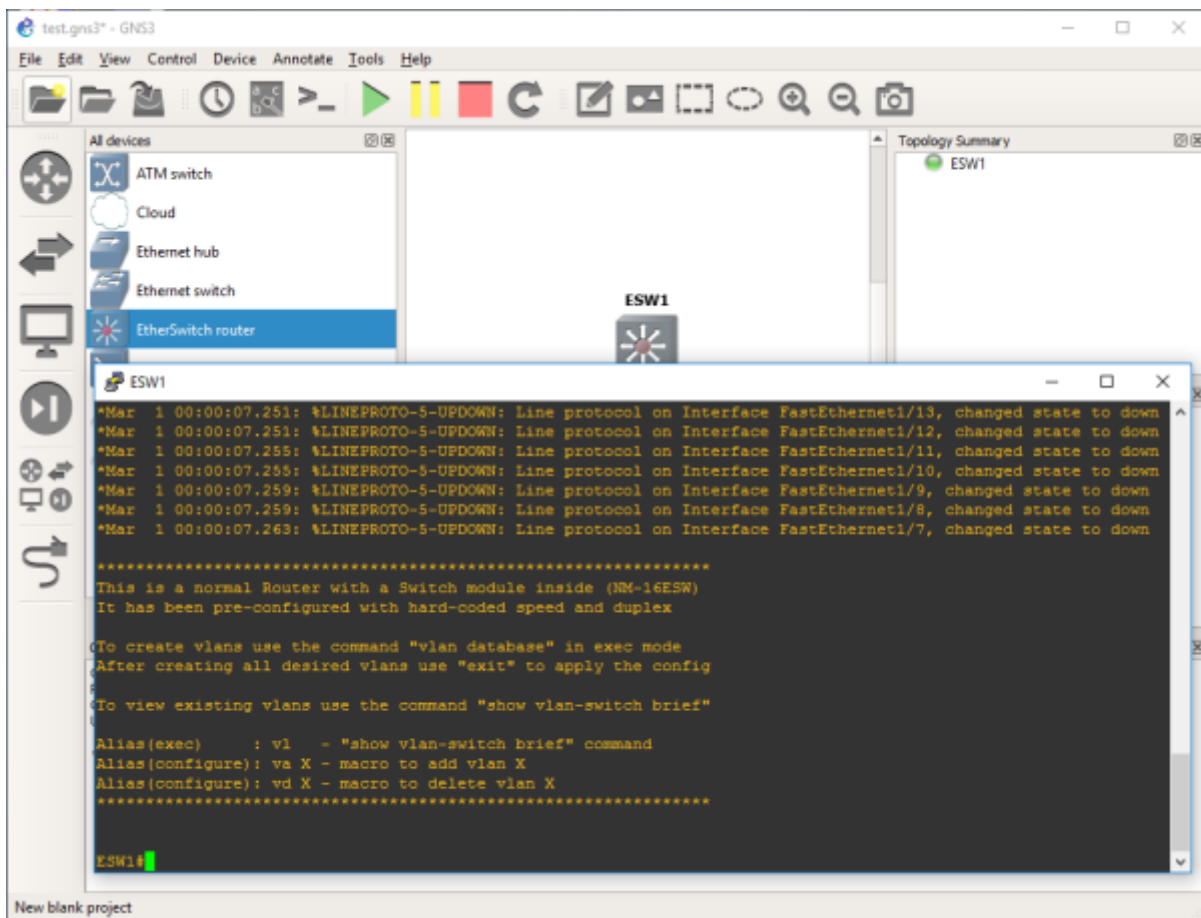 test.gns3* - GNS3
File Edit View Control Device Annotate Tools Help
All devices
Topology Summary
ATM switch
ESW1
Cloud
Ethernet hub
Ethernet switch
EtherSwitch router
ESW1
ESW1
*Mar  1 00:00:07.251: %LINEPROTO-5-UPDOWN: Line protocol on Interface FastEthernet1/13, changed state to down
*Mar  1 00:00:07.251: %LINEPROTO-5-UPDOWN: Line protocol on Interface FastEthernet1/12, changed state to down
*Mar  1 00:00:07.255: %LINEPROTO-5-UPDOWN: Line protocol on Interface FastEthernet1/11, changed state to down
*Mar  1 00:00:07.255: %LINEPROTO-5-UPDOWN: Line protocol on Interface FastEthernet1/10, changed state to down
*Mar  1 00:00:07.259: %LINEPROTO-5-UPDOWN: Line protocol on Interface FastEthernet1/9, changed state to down
*Mar  1 00:00:07.259: %LINEPROTO-5-UPDOWN: Line protocol on Interface FastEthernet1/8, changed state to down
*Mar  1 00:00:07.263: %LINEPROTO-5-UPDOWN: Line protocol on Interface FastEthernet1/7, changed state to down
***************************************************************
This is a normal Router with a Switch module inside (NM-16ESW)
It has been pre-configured with hard-coded speed and duplex
To create vlans use the command "vlan database" in exec mode
After creating all desired vlans use "exit" to apply the config
To view existing vlans use the command "show vlan-switch brief"
Alias(exec)     : vl   - "show vlan-switch brief" command
Alias(configure): va X - macro to add vlan X
Alias(configure): vd X - macro to delete vlan X
***************************************************************
ESW1#
New blank project